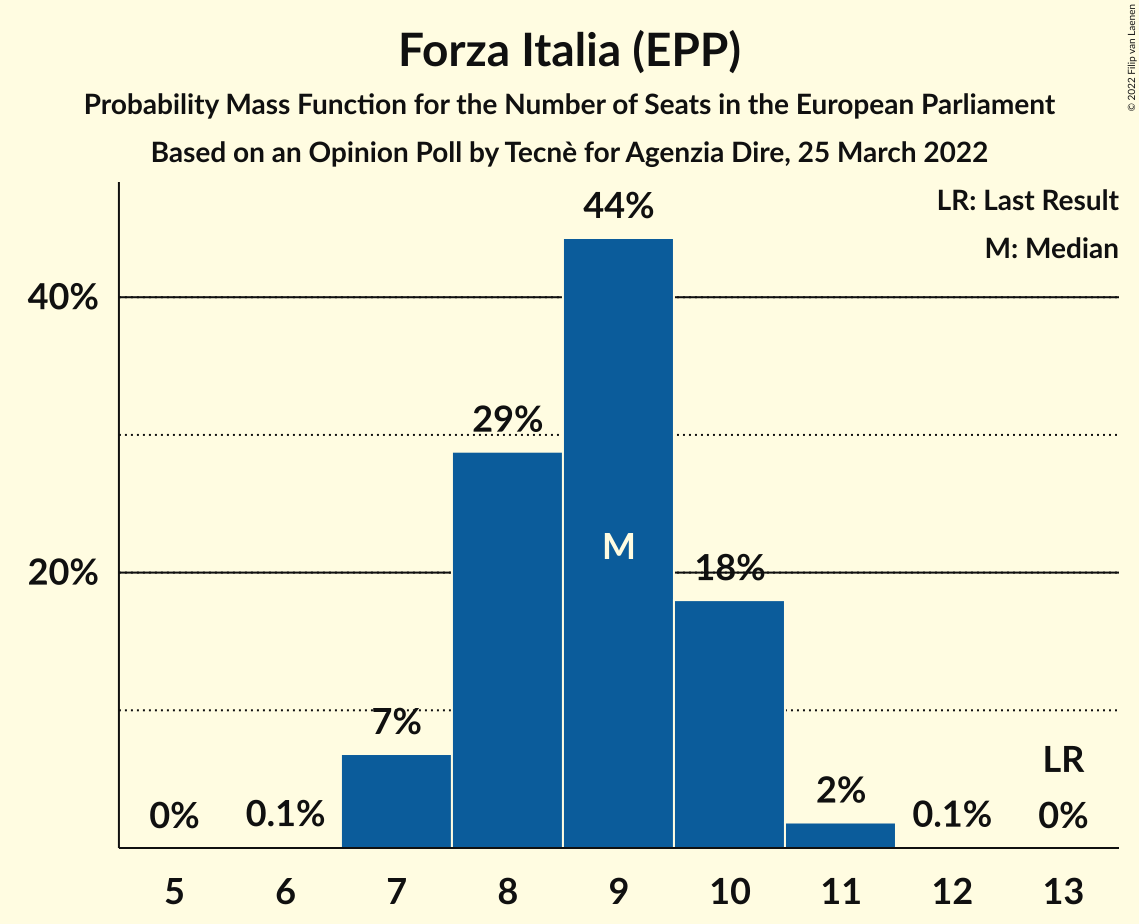 Forza Italia (EPP)
Probability Mass Function for the Number of Seats in the European Parliament
Based on an Opinion Poll by Tecnè for Agenzia Dire, 25 March 2022
© 2022 Filip van Laenen
LR: Last Result
M: Median
40%
20%
0%
0.1%
7%
29%
44%
M
18%
2%
0.1%
LR
0%
5 6 7 8 9 10 11 12 13